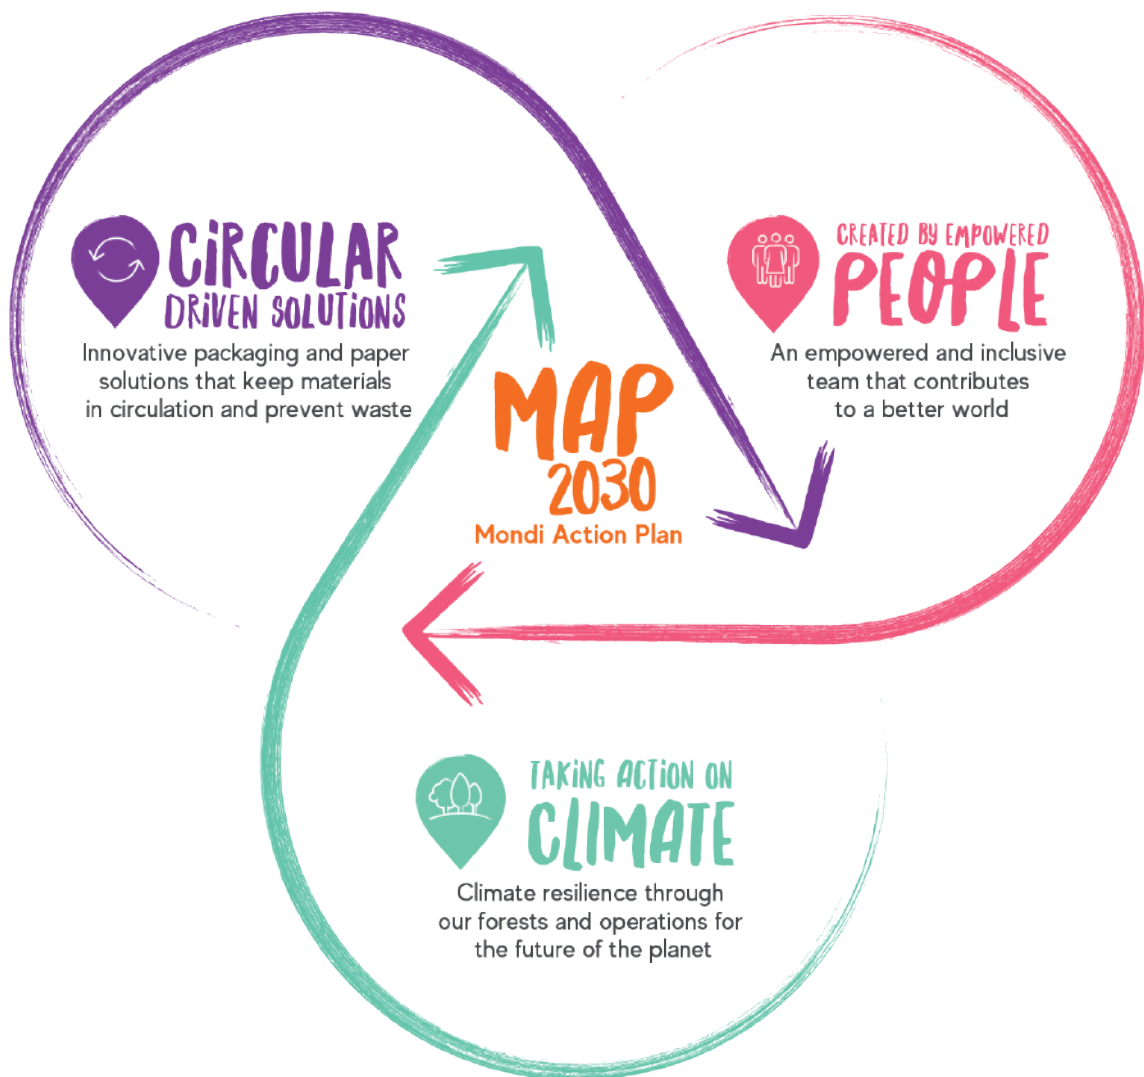 CiRCULAR
DRiVEN SOLUTiONS
Innovative packaging and paper
solutions that keep materials
in circulation and prevent waste
CREATED BY EMPOWERED
PEOPLE
An empowered and inclusive
team that contributes
to a better world
MAP
2030
Mondi Action Plan
TAKiNG ACTiON ON
CLIMATE
Climate resilience through
our forests and operations for
the future of the planet